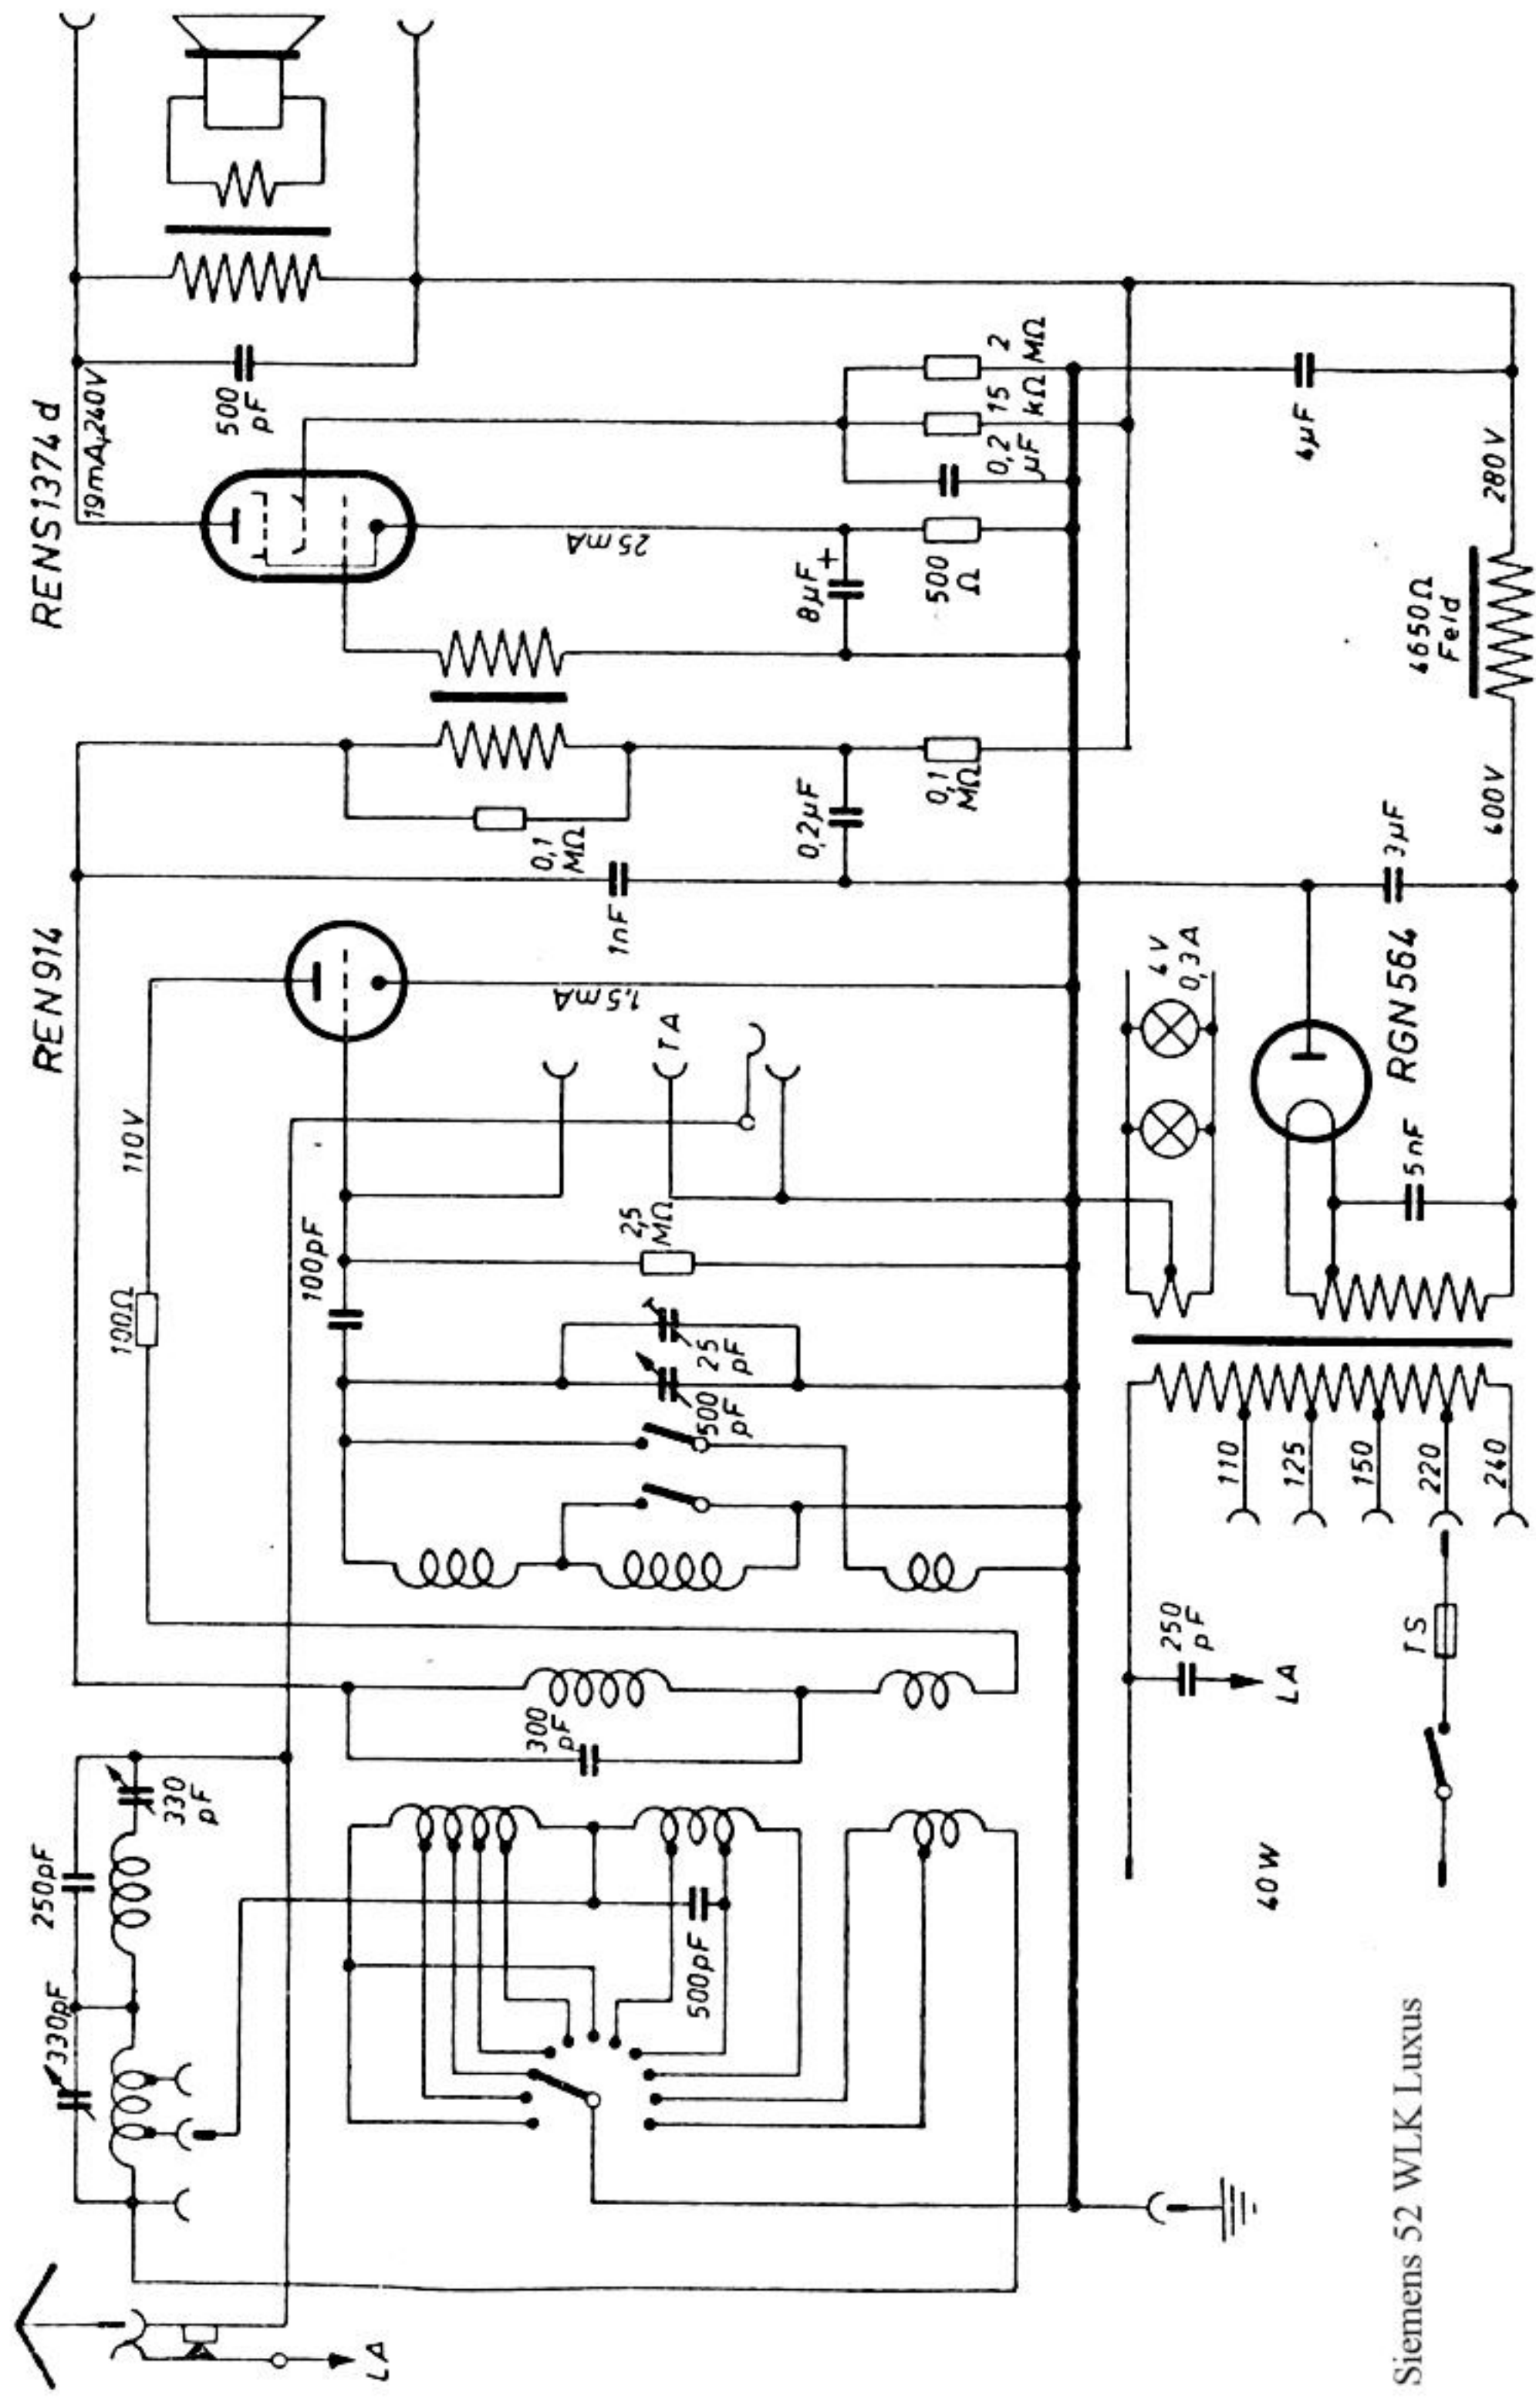 RENS1374d
19mA,240V
500
pF
2
MΩ
15
kΩ
0,2
µF
4µF
280V
25mA
8µF
+
500
Ω
4650Ω
Feld
0,1
MΩ
0,2µF
0,1
MΩ
400V
1nF
3µF
REN914
1,5mA
TA
4V
0,3A
RGN564
110V
5nF
2,5
MΩ
100pF
100Ω
25
pF
500
pF
110
125
150
220
240
250
pF
LA
TS
300
pF
330
pF
250pF
330pF
500pF
40W
LA
Siemens 52 WLK Luxus